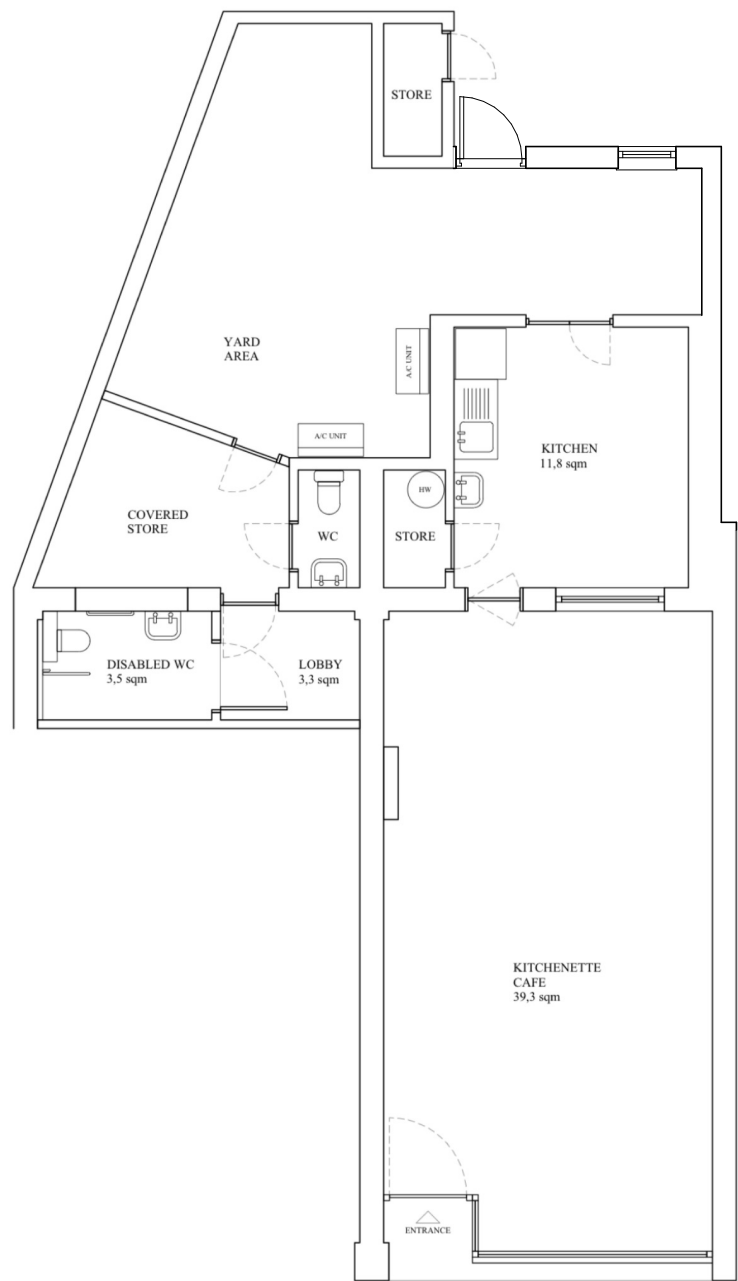 STORE
YARD
AREA
A/C UNIT
A/C UNIT
KITCHEN
11,8 sqm
HW
COVERED
STORE
WC
STORE
DISABLED WC
3,5 sqm
LOBBY
3,3 sqm
KITCHENETTE
CAFE
39,3 sqm
ENTRANCE